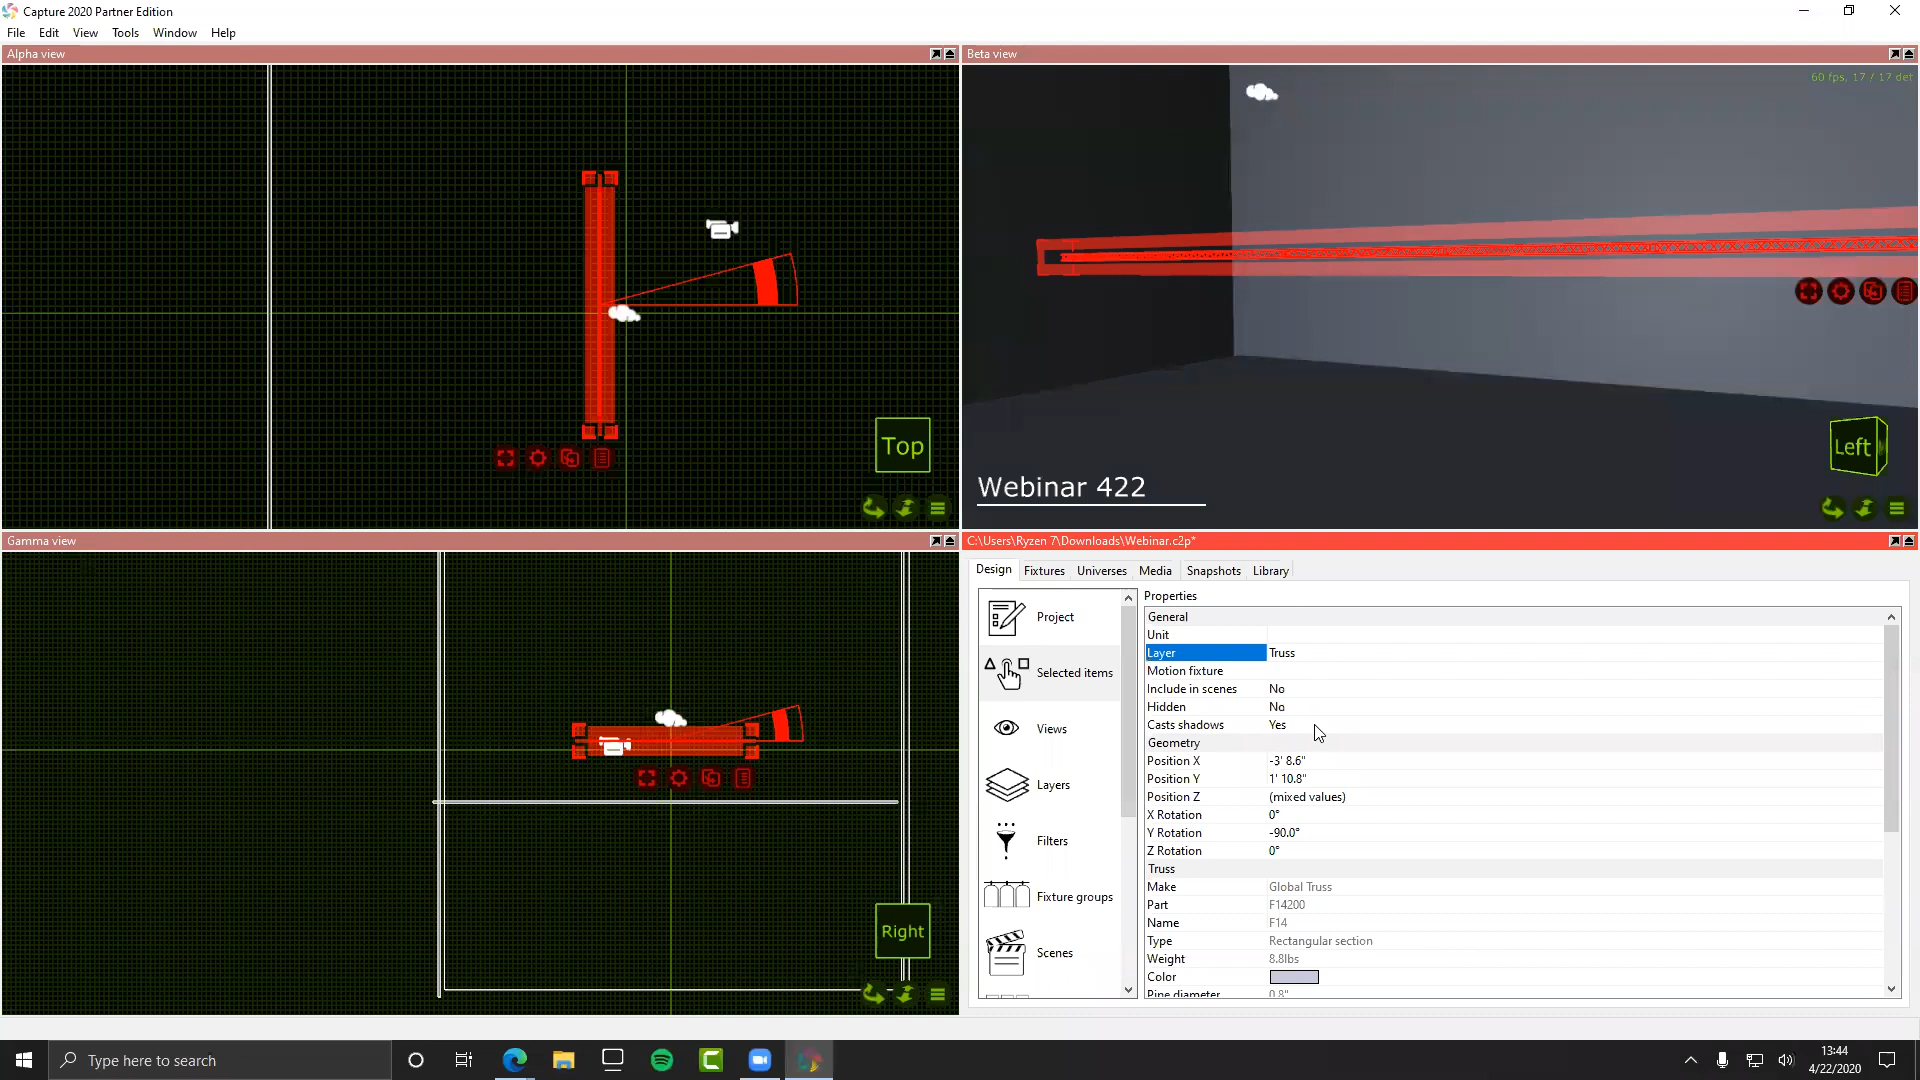 Capture 2020 Partner Edition
File Edit View Tools Window Help
Alpha view
Beta view
60 fps, 17 / 17 det
Top
Left
Webinar 422
Gamma view
Right
C:\Users\Ryzen 7\Downloads\Webinar.c2p*
Design Fixtures Universes Media Snapshots Library
Project
Selected items
Views
Layers
Filters
Fixture groups
Scenes
Properties
General
Unit
Layer Truss
Motion fixture
Include in scenes No
Hidden No
Casts shadows Yes
Geometry
Position X -3' 8.6"
Position Y 1' 10.8"
Position Z (mixed values)
X Rotation 0°
Y Rotation -90.0°
Z Rotation 0°
Truss
Make Global Truss
Part F14200
Name F14
Type Rectangular section
Weight 8.8lbs
Color
Pipe diameter 0.8"
Type here to search
13:44
4/22/2020